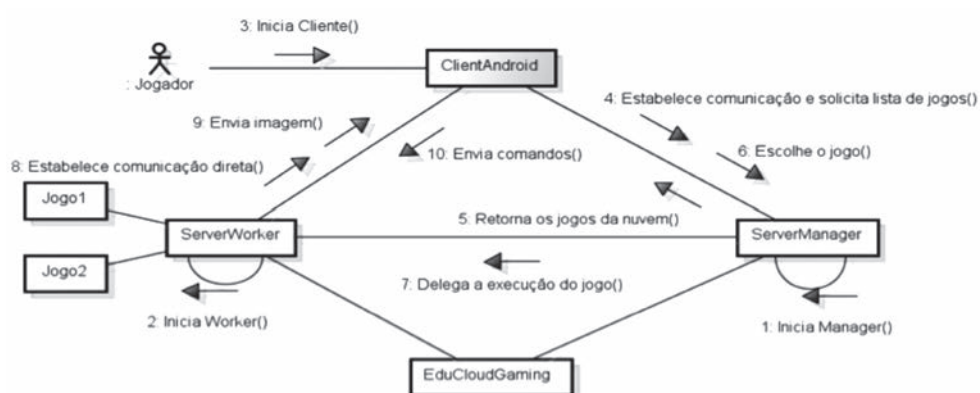 3: Inicia Cliente()
ClientAndroid
: Jogador
4: Estabelece comunicação e solicita lista de jogos()
9: Envia imagem()
10: Envia comandos()
6: Escolhe o jogo()
8: Estabelece comunicação direta()
Jogo1
5: Retorna os jogos da nuvem()
ServerWorker
ServerManager
Jogo2
7: Delega a execução do jogo()
2: Inicia Worker()
1: Inicia Manager()
EduCloudGaming